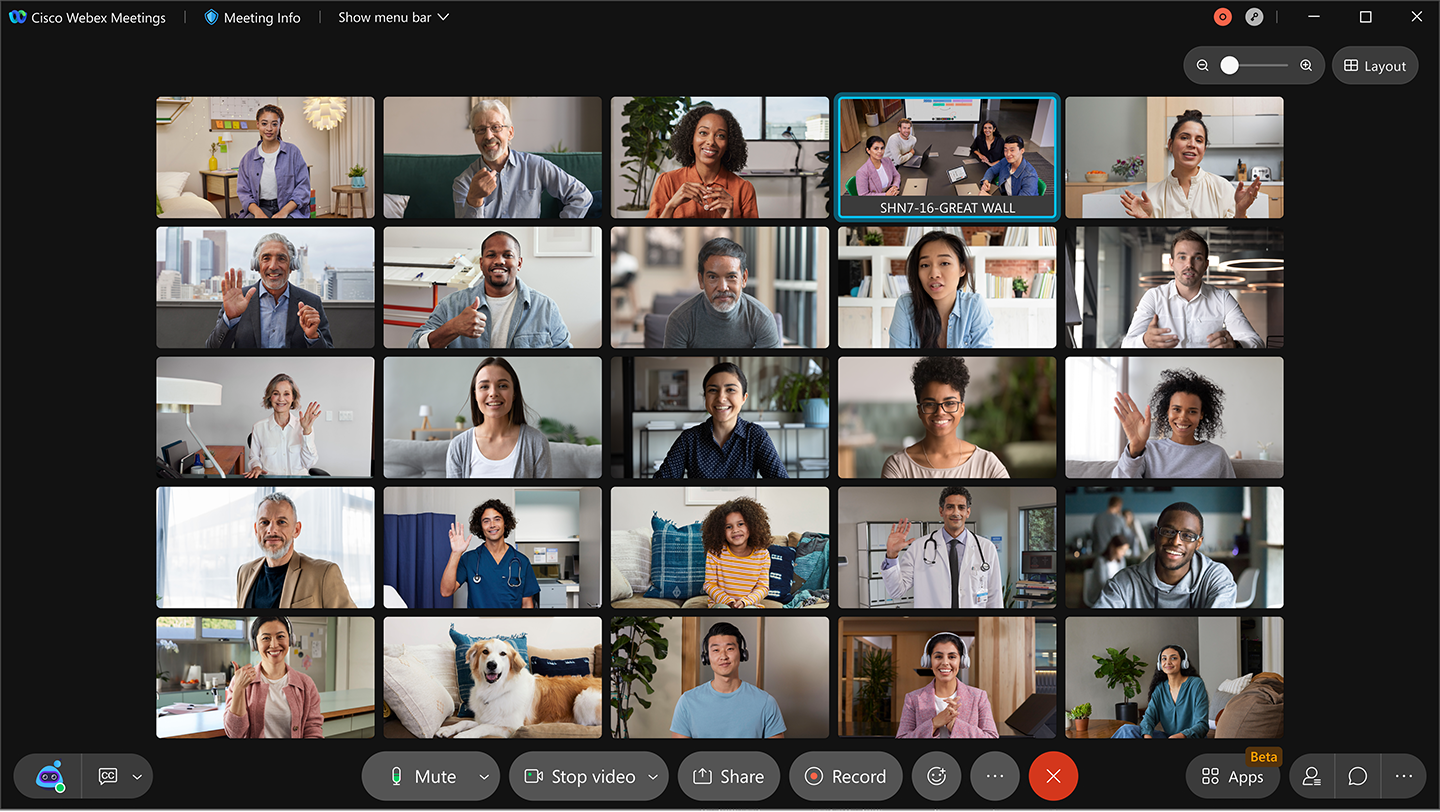 Cisco Webex Meetings
Meeting Info
Show menu bar
Layout
SHN7-16-GREAT WALL
CC
Mute
Stop video
Share
Record
Beta
Apps